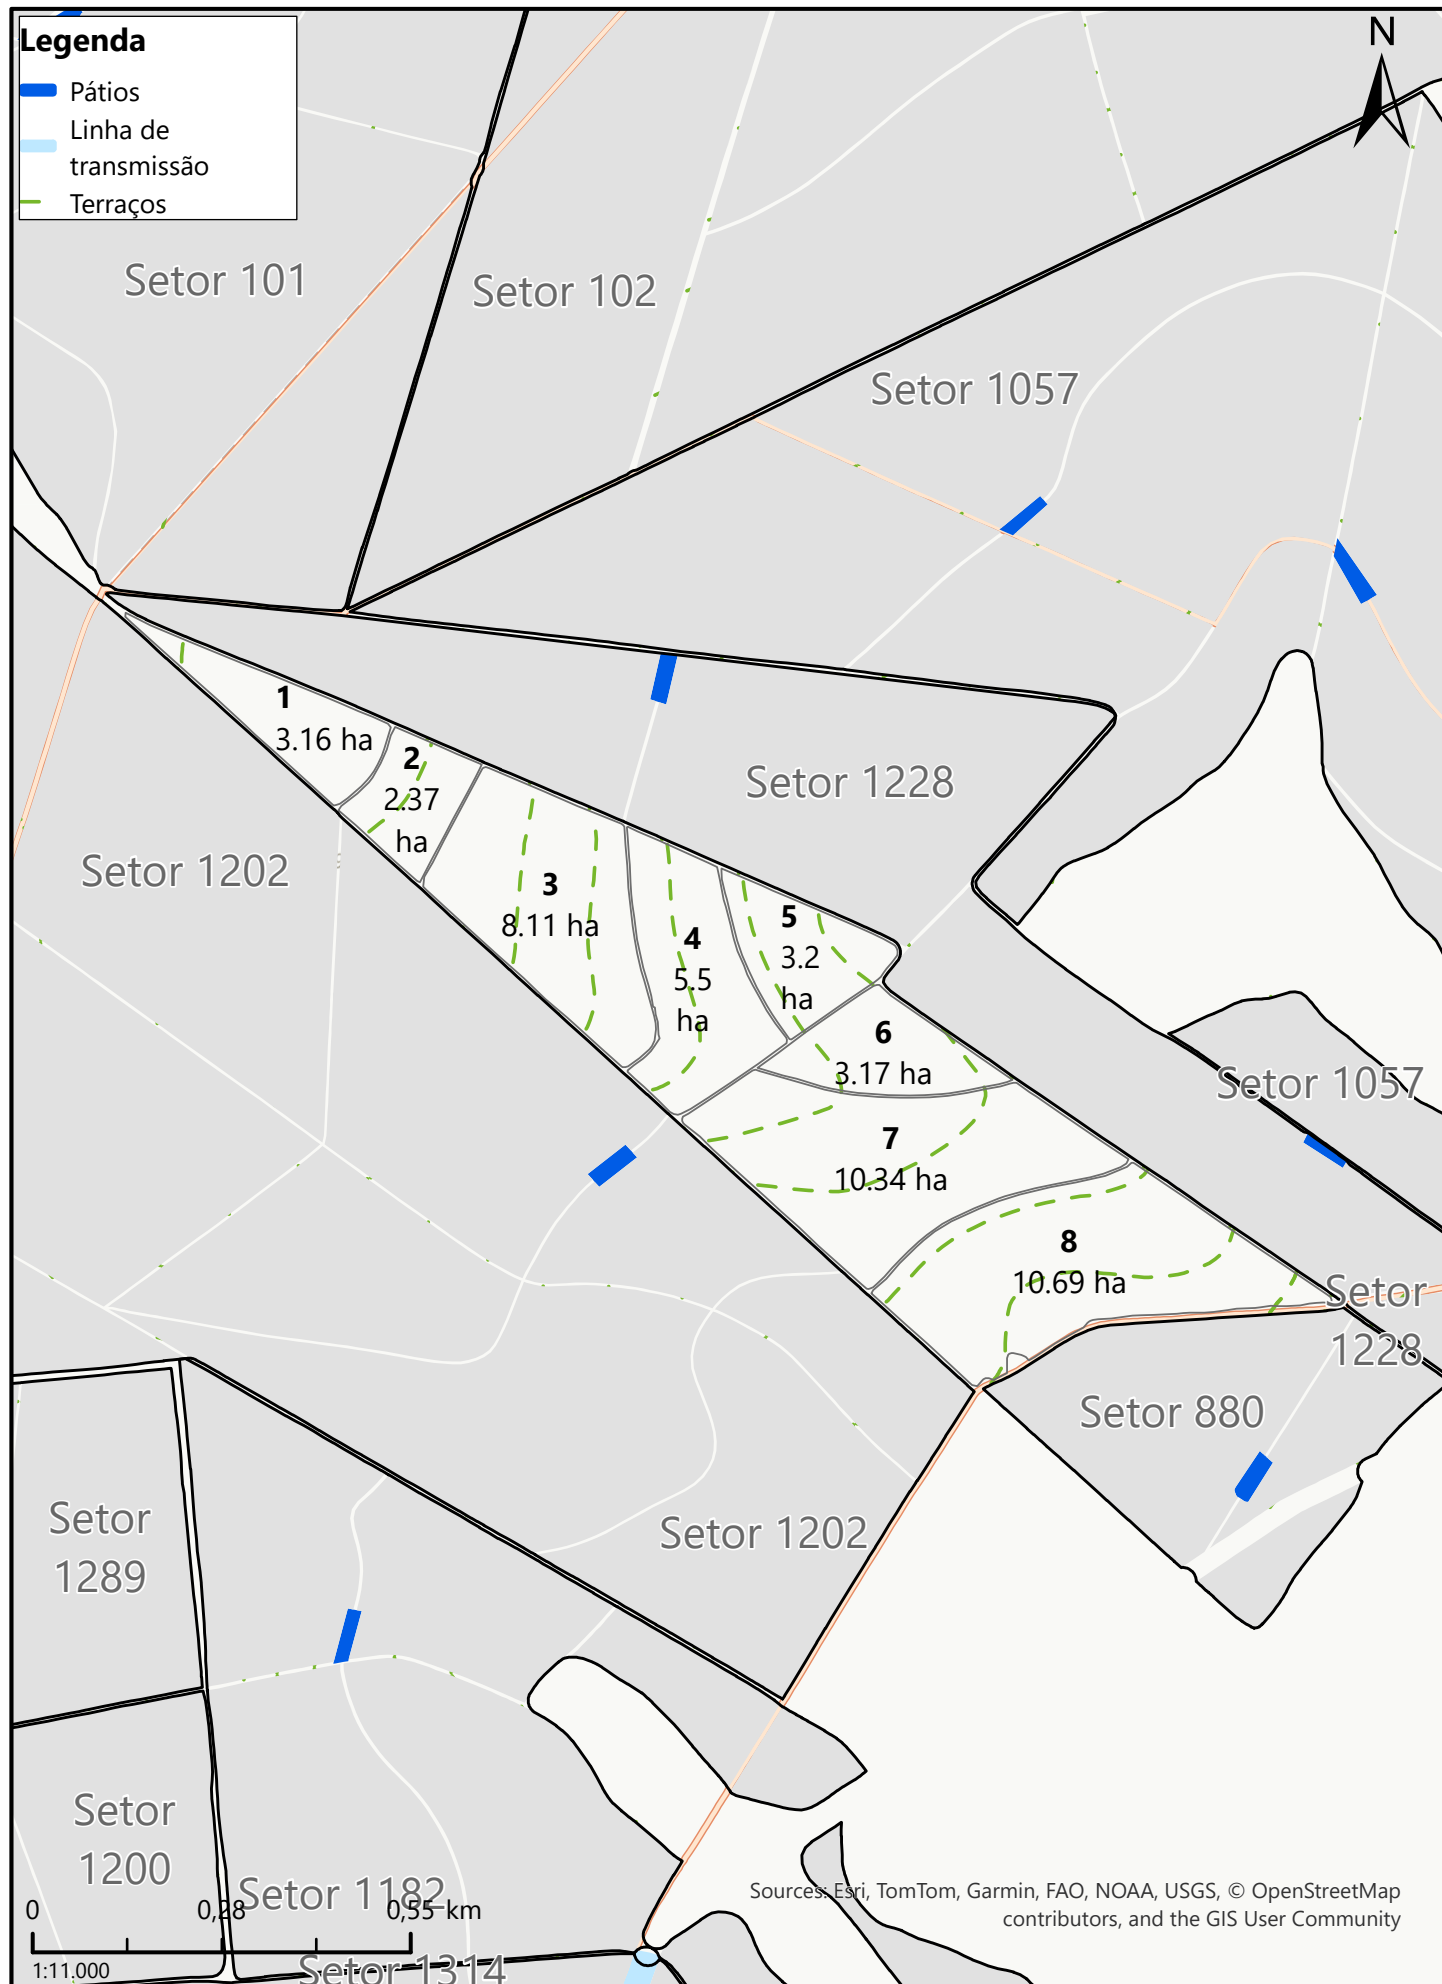 Legenda
Pátios
Linha de
transmissão
Terraços
N
Setor 101
Setor 102
Setor 1057
1
3.16 ha
2
2.37
ha
Setor 1228
Setor 1202
3
8.11 ha
4
5.5
ha
5
3.2
ha
6
3.17 ha
Setor 1057
7
10.34 ha
8
10.69 ha
Setor
1228
Setor 880
Setor
1289
Setor 1202
Setor
1200
Setor 1182
0 0,28 0,55 km
1:11.000
Setor 1314
Sources: Esri, TomTom, Garmin, FAO, NOAA, USGS, © OpenStreetMap
contributors, and the GIS User Community